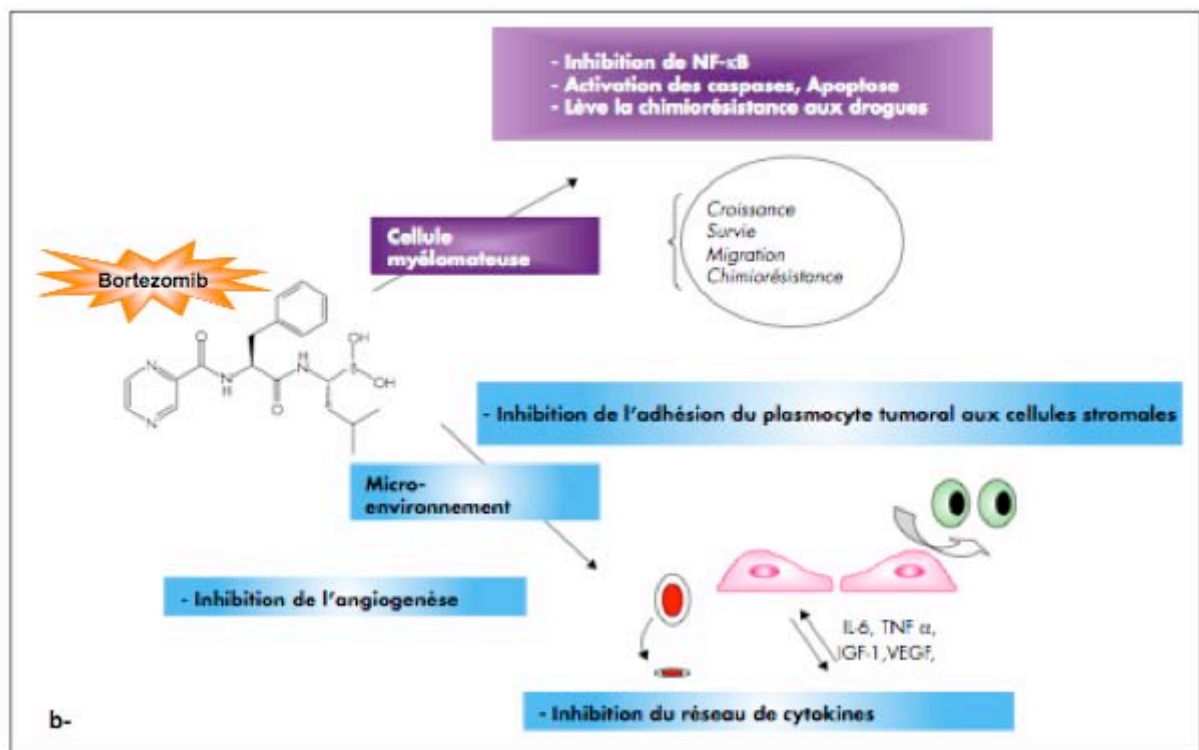 - Inhibition de NF-κB
- Activation des caspases, Apoptose
- Lève la chimiorésistance aux drogues
Croissance
Survie
Migration
Chimiorésistance
Cellule
myélomateuse
Bortezomib
O
H
N
OH
B
OH
N
N
H
O
N
- Inhibition de l'adhésion du plasmocyte tumoral aux cellules stromales
Micro-
environnement
- Inhibition de l'angiogenèse
IL-6, TNF α,
IGF-1,VEGF,
- Inhibition du réseau de cytokines
b-